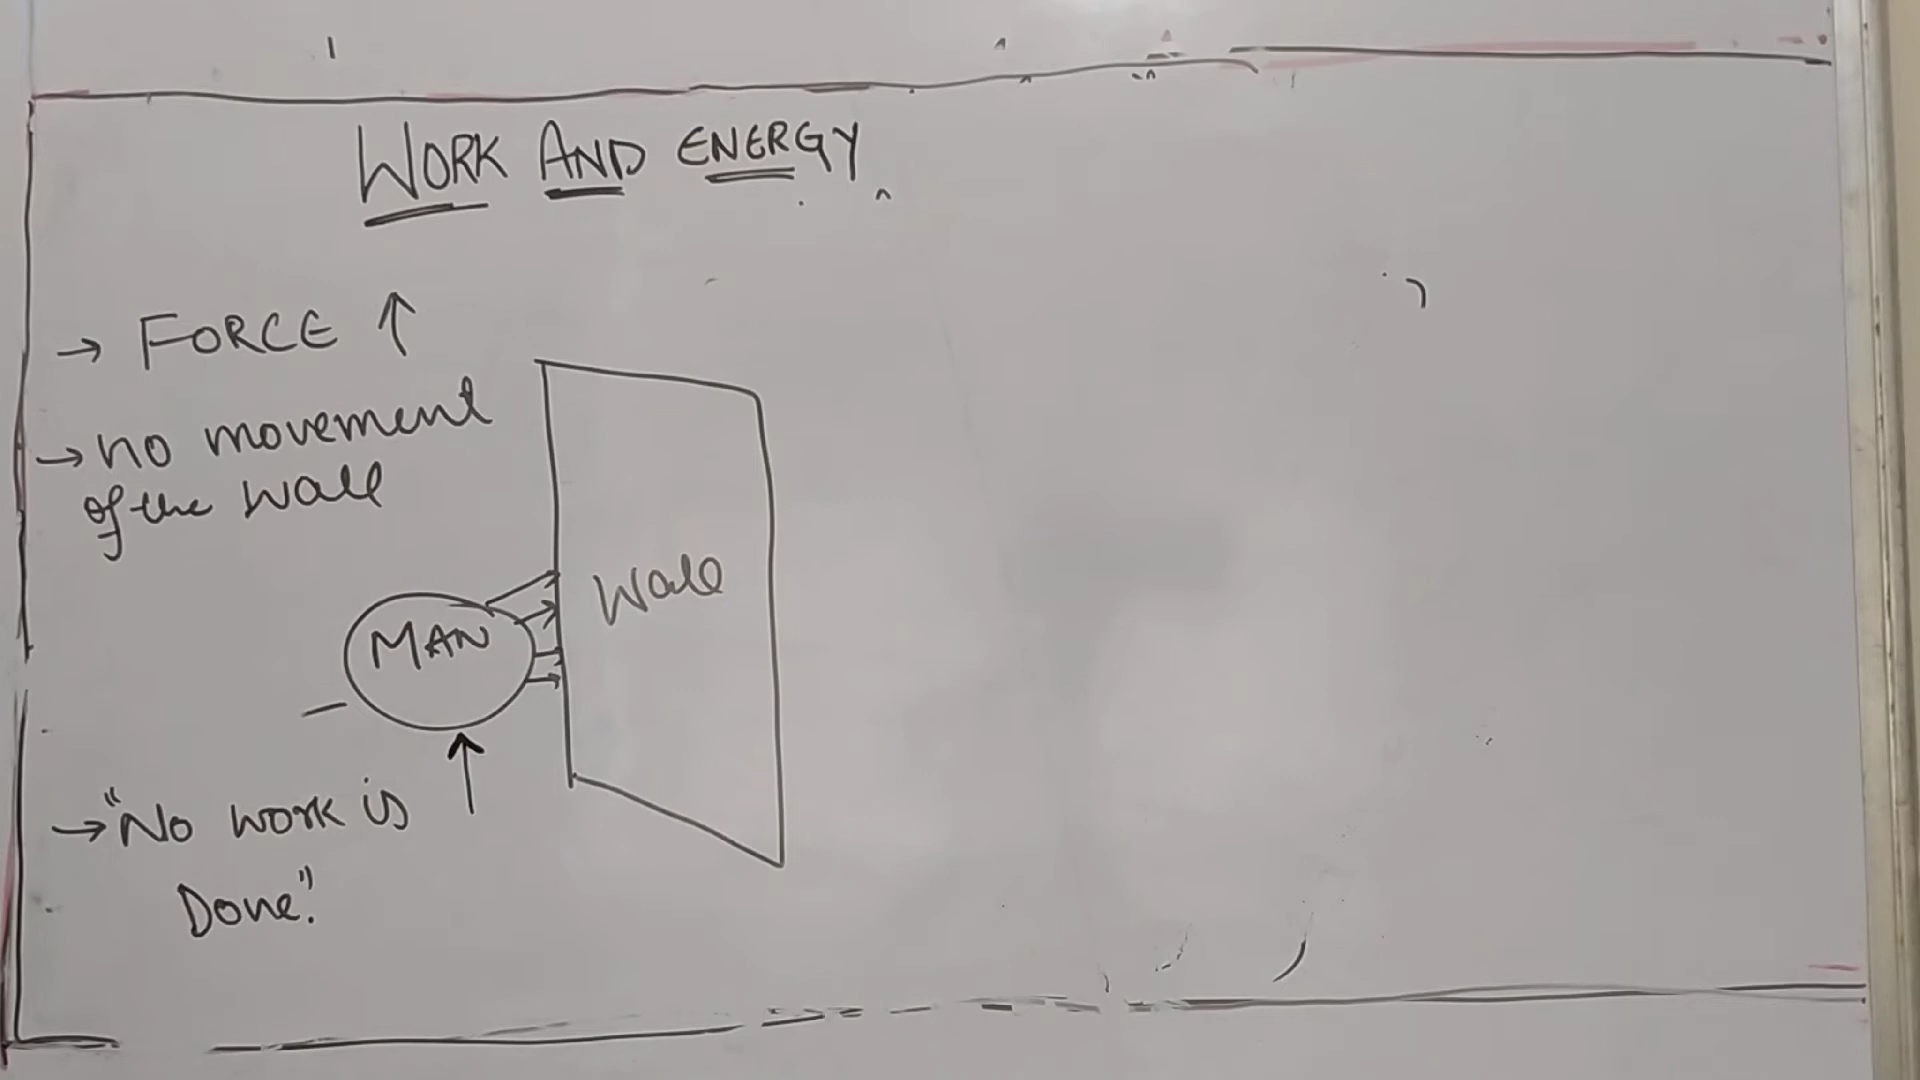 WORK AND ENERGY
→ FORCE ↑
→ no movement
of the wall
Wall
MAN
→ "No work is
Done."